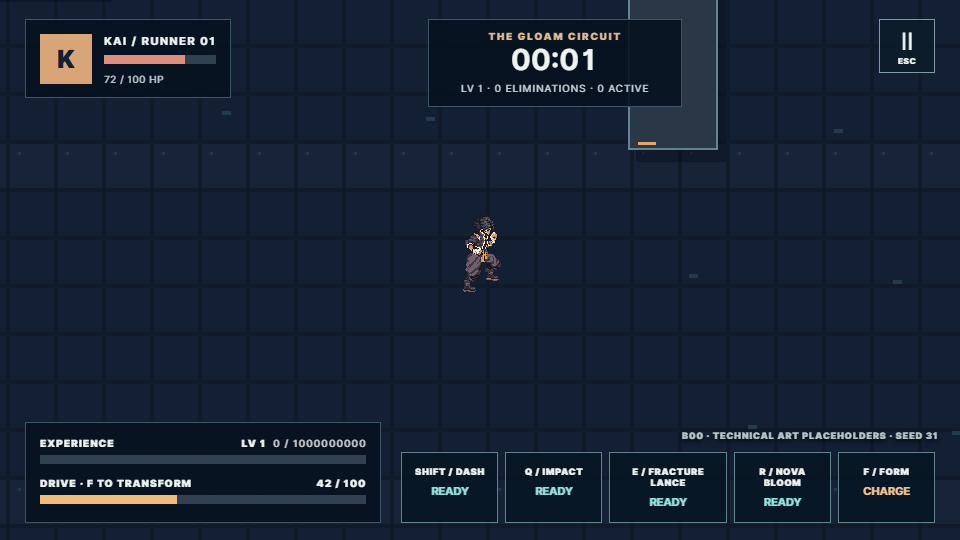 K
KAI / RUNNER 01
72 / 100 HP
THE GLOAM CIRCUIT
00:01
LV 1 · 0 ELIMINATIONS · 0 ACTIVE
ESC
EXPERIENCE
LV 1 0 / 1000000000
DRIVE · F TO TRANSFORM
42 / 100
B00 · TECHNICAL ART PLACEHOLDERS · SEED 31
SHIFT / DASH
READY
Q / IMPACT
READY
E / FRACTURE
LANCE
READY
R / NOVA
BLOOM
READY
F / FORM
CHARGE